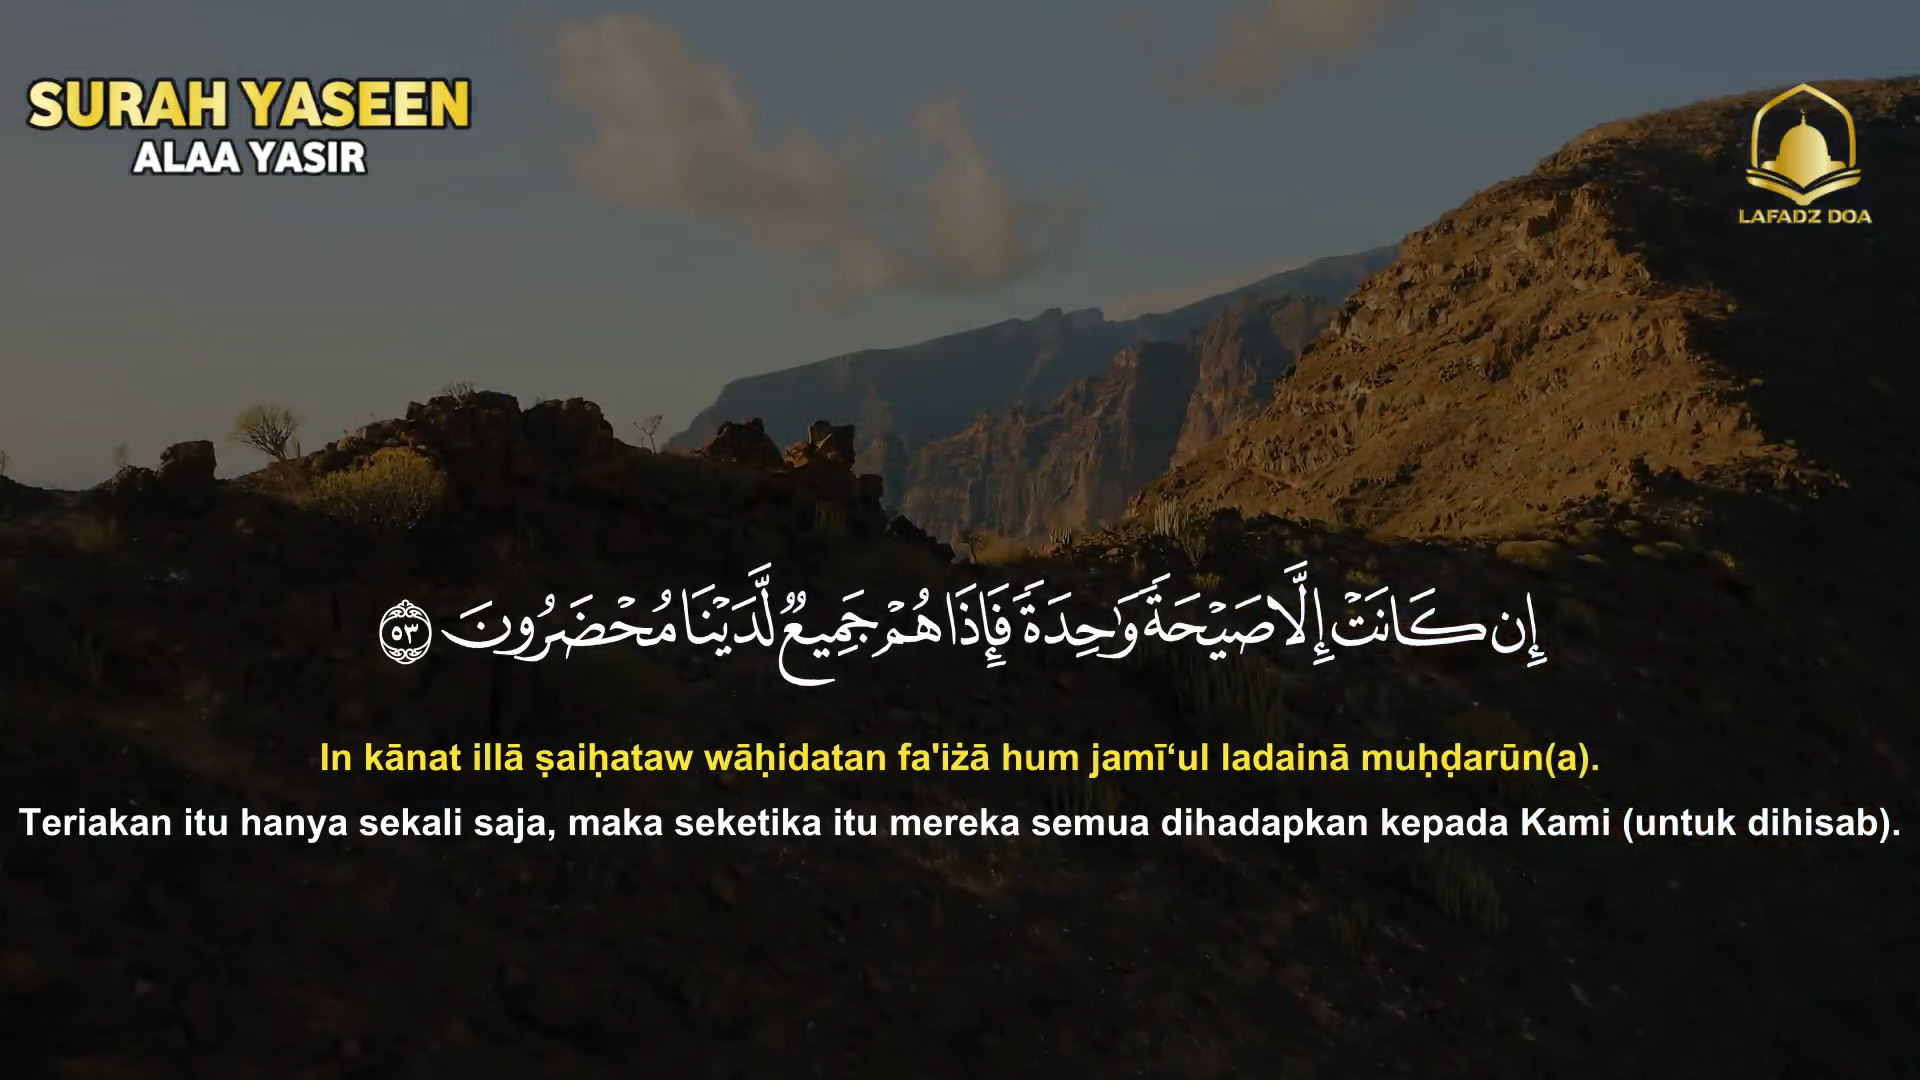 SURAH YASEEN
ALAA YASIR
LAFADZ DOA
إِن كَانَتْ إِلَّا صَيْحَةً وَٰحِدَةً فَإِذَا هُمْ جَمِيعٌ لَّدَيْنَا مُحْضَرُونَ ٥٣
In kānat illā ṣaiḥataw wāḥidatan fa'iżā hum jamī‘ul ladainā muḥḍarūn(a).
Teriakan itu hanya sekali saja, maka seketika itu mereka semua dihadapkan kepada Kami (untuk dihisab).